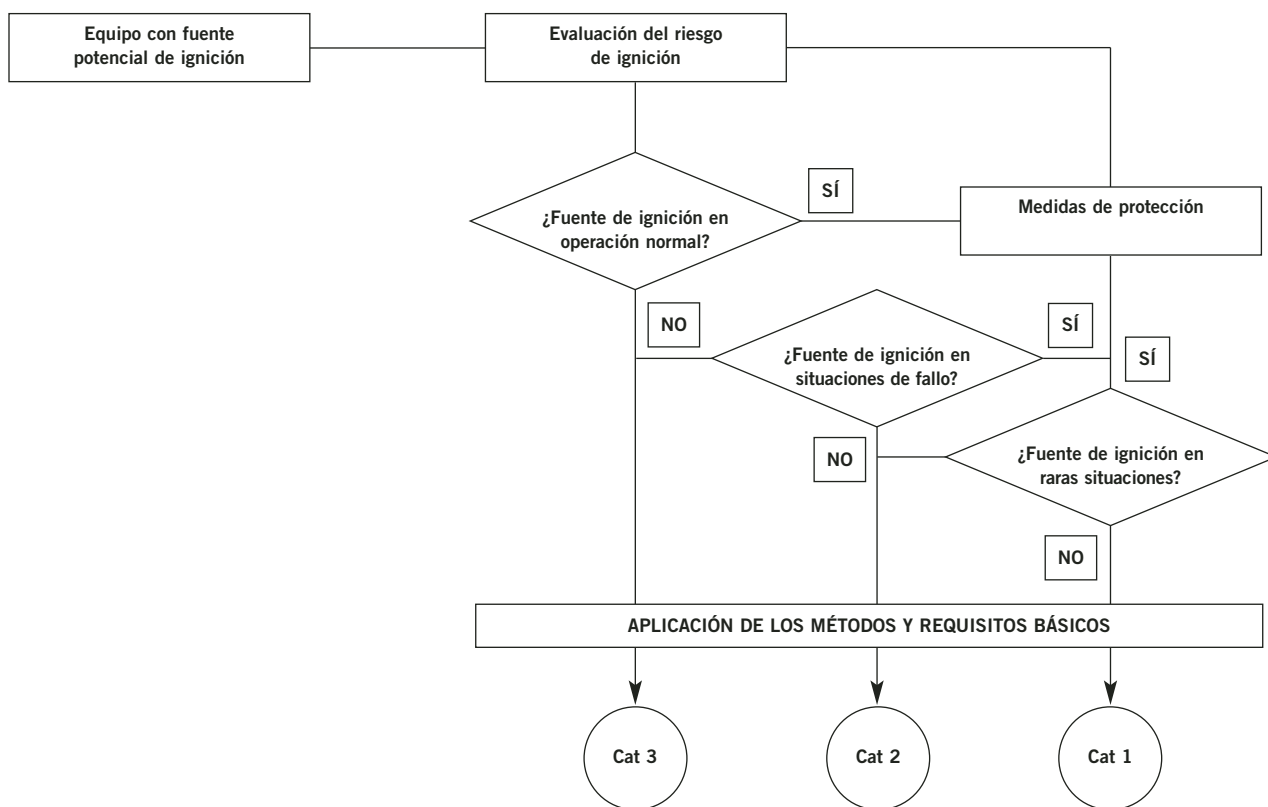 Equipo con fuente
potencial de ignición
Evaluación del riesgo
de ignición
SÍ
Medidas de protección
¿Fuente de ignición en
operación normal?
NO
SÍ
¿Fuente de ignición en
situaciones de fallo?
SÍ
NO
¿Fuente de ignición en
raras situaciones?
NO
APLICACIÓN DE LOS MÉTODOS Y REQUISITOS BÁSICOS
Cat 3
Cat 2
Cat 1